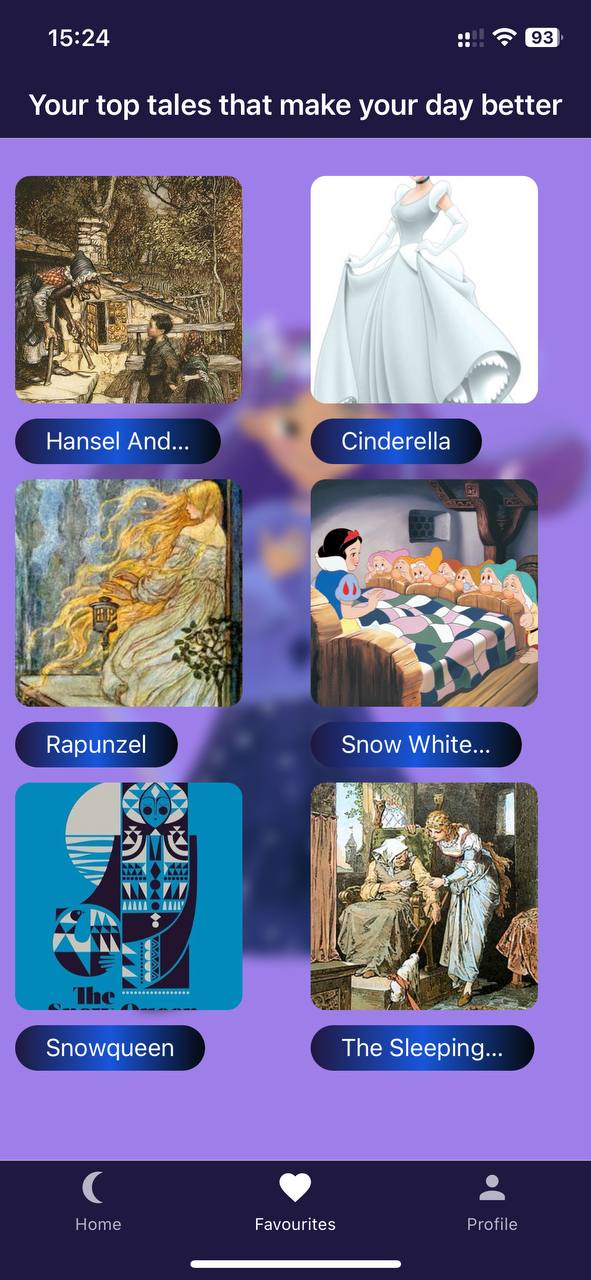 15:24
93
Your top tales that make your day better
Hansel And...
Cinderella
Rapunzel
Snow White...
The
Snow Queen
Snowqueen
The Sleeping...
Home
Favourites
Profile